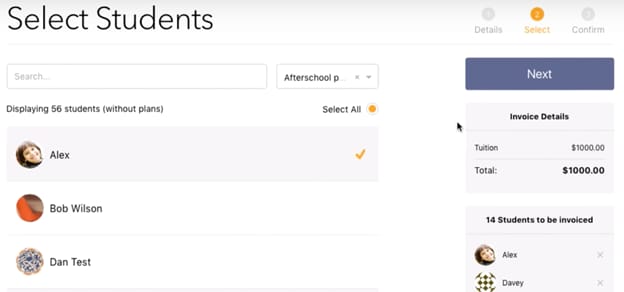 Select Students
1
Details
2
Select
3
Confirm
Search...
Afterschool p...
Next
Displaying 56 students (without plans)
Select All
Invoice Details
Tuition $1000.00
Total: $1000.00
Alex
Bob Wilson
Dan Test
14 Students to be invoiced
Alex
Davey